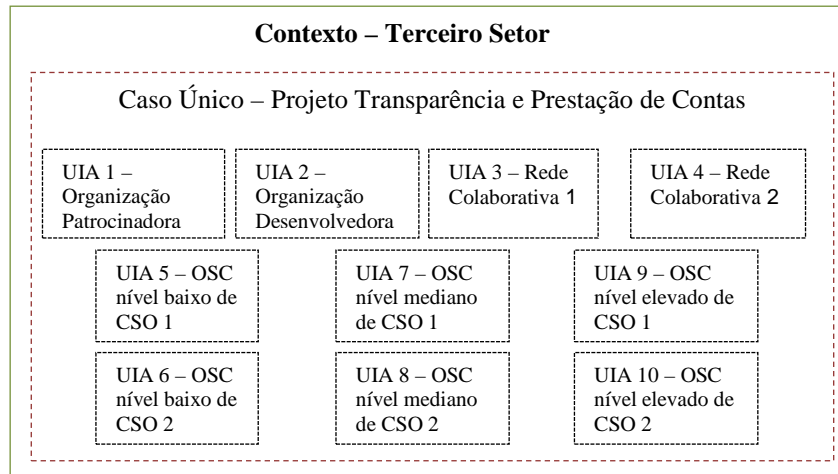 Contexto – Terceiro Setor
Caso Único – Projeto Transparência e Prestação de Contas
UIA 1 –
Organização
Patrocinadora
UIA 2 –
Organização
Desenvolvedora
UIA 3 – Rede
Colaborativa 1
UIA 4 – Rede
Colaborativa 2
UIA 5 – OSC
nível baixo de
CSO 1
UIA 7 – OSC
nível mediano
de CSO 1
UIA 9 – OSC
nível elevado de
CSO 1
UIA 6 – OSC
nível baixo de
CSO 2
UIA 8 – OSC
nível mediano
de CSO 2
UIA 10 – OSC
nível elevado de
CSO 2